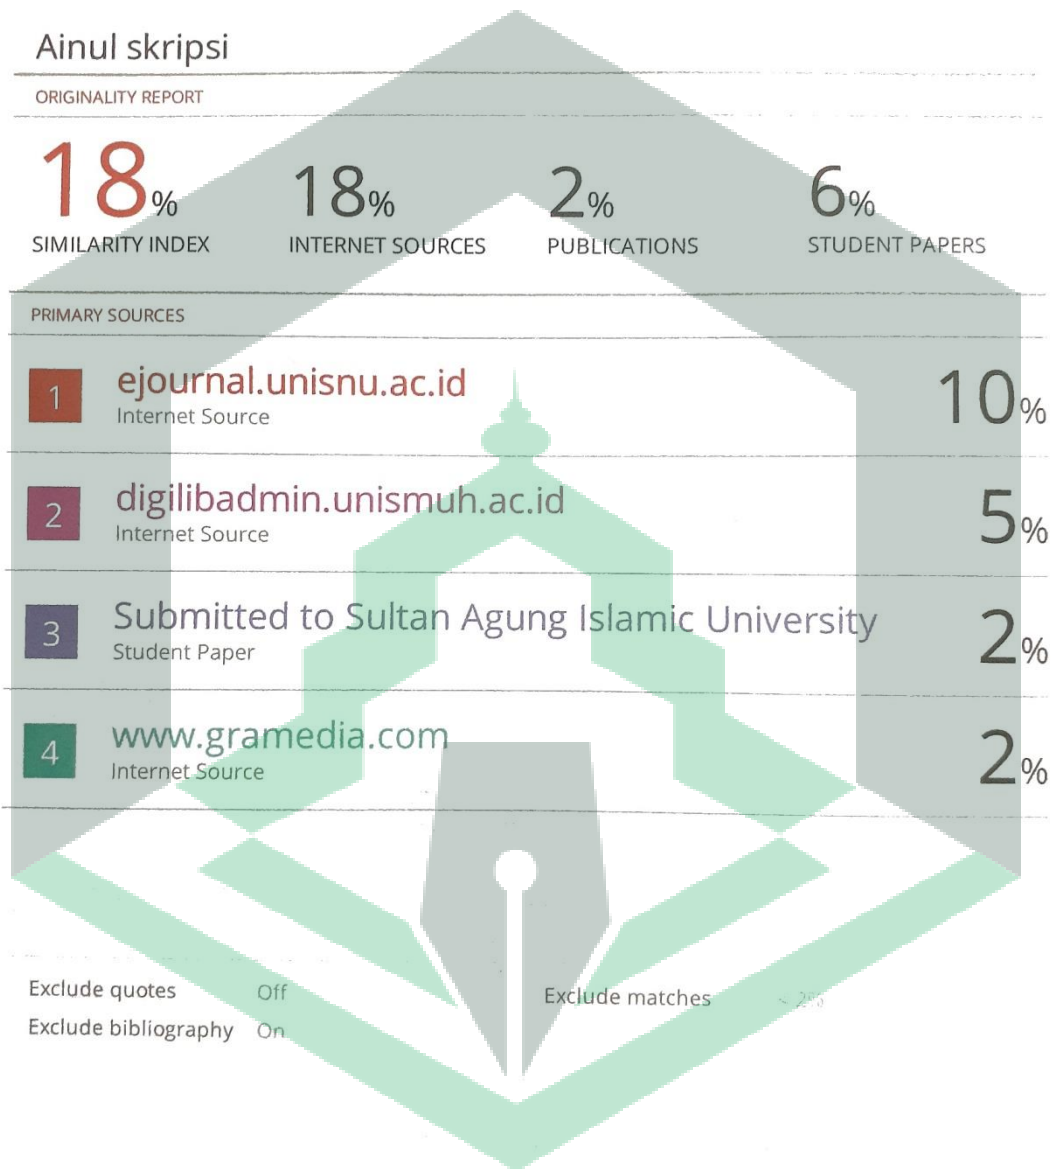 Ainul skripsi
ORIGINALITY REPORT
18% 18% 2% 6%
SIMILARITY INDEX INTERNET SOURCES PUBLICATIONS STUDENT PAPERS
PRIMARY SOURCES
1 ejournal.unisnu.ac.id 10%
Internet Source
2 digilibadmin.unismuh.ac.id 5%
Internet Source
3 Submitted to Sultan Agung Islamic University 2%
Student Paper
4 www.gramedia.com 2%
Internet Source
Exclude quotes Off Exclude matches < 2%
Exclude bibliography On